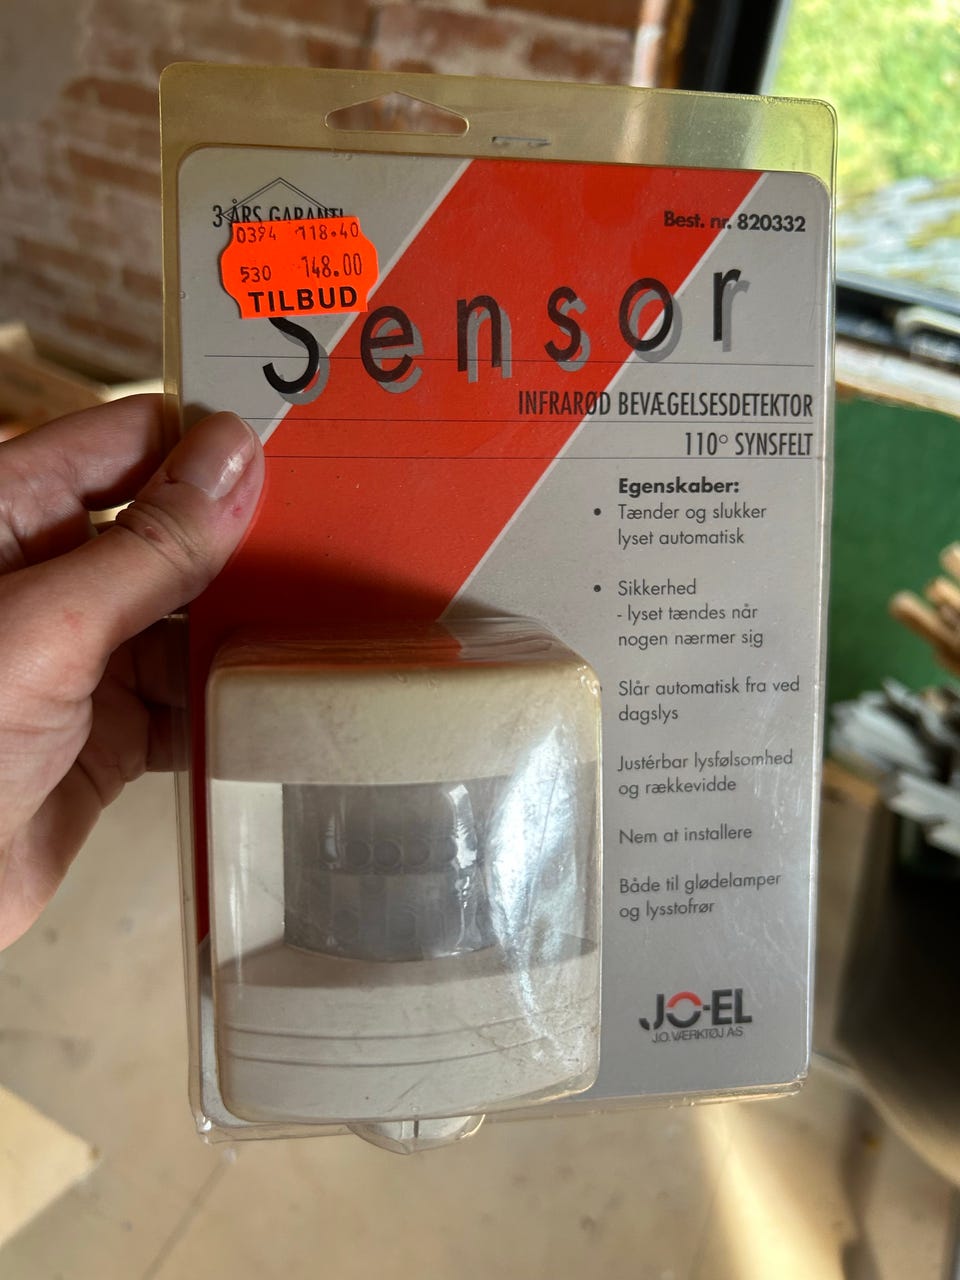 3 ÅRS GARANTI
0394 118.40
530 148.00
TILBUD
Best. nr. 820332
Sensor
INFRARØD BEVÆGELSESDETEKTOR
110° SYNSFELT
Egenskaber:
• Tænder og slukker
lyset automatisk
• Sikkerhed
- lyset tændes når
nogen nærmer sig
Slår automatisk fra ved
dagslys
Justérbar lysfølsomhed
og rækkevidde
Nem at installere
Både til glødelamper
og lysstofrør
JO-EL
J.O. VÆRKTØJ A·S